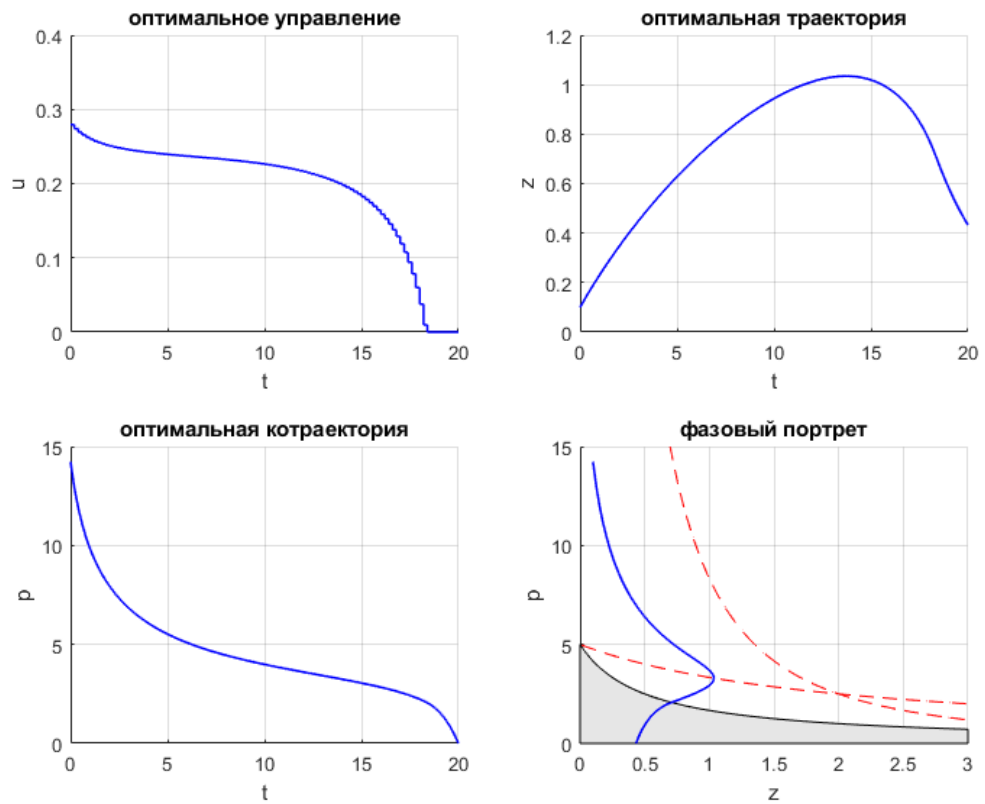 оптимальное управление
0.4
0.3
0.2
0.1
0
u
0 5 10 15 20
t
оптимальная траектория
1.2
1
0.8
0.6
0.4
0.2
0
z
0 5 10 15 20
t
оптимальная котраектория
15
10
5
0
p
0 5 10 15 20
t
фазовый портрет
15
10
5
0
p
0 0.5 1 1.5 2 2.5 3
z